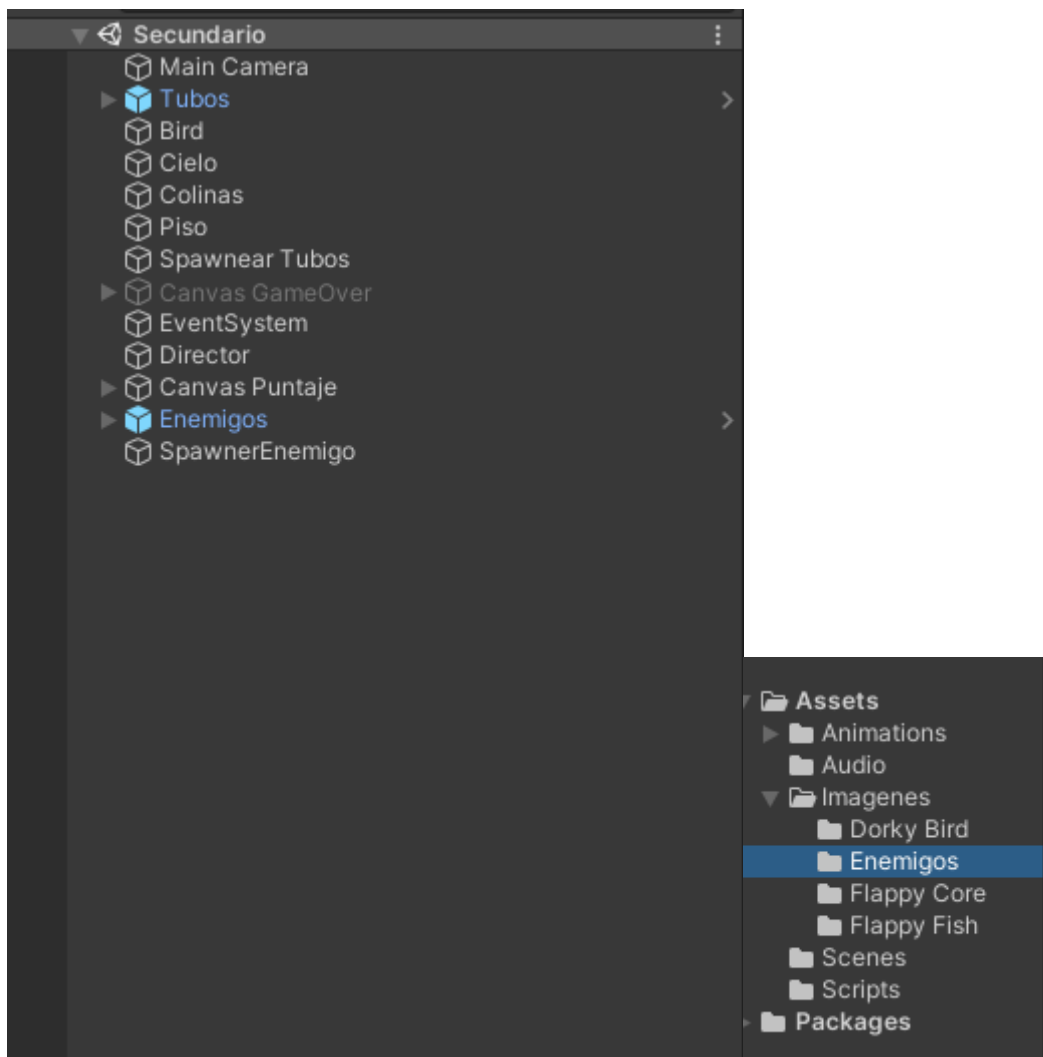 Secundario
Main Camera
Tubos
Bird
Cielo
Colinas
Piso
Spawnear Tubos
Canvas GameOver
EventSystem
Director
Canvas Puntaje
Enemigos
SpawnerEnemigo
Assets
Animations
Audio
Imagenes
Dorky Bird
Enemigos
Flappy Core
Flappy Fish
Scenes
Scripts
Packages